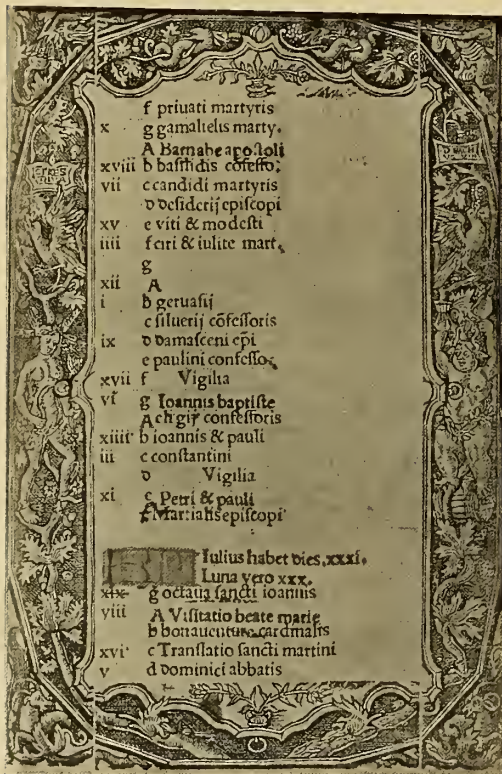 f priuati martyris
x g gamalielis marty.
A Barnabe apostoli
xviii b basilidis cōfesso.
vii c candidi martyris
d desiderij episcopi
xv e viti & modesti
iiii f ciri & iulite mart.
g
xii A
i b geruasij
c siluerij cōfessoris
ix d damasceni ep̄i
e paulini confesso.
xvii f Vigilia
vi g Ioannis baptiste
A confessoris
xiiii b ioannis & pauli
iii c constantini
d Vigilia
xi e Petri & pauli
f Martialis episcopi
Iulius habet dies .xxxi.
Luna vero xxx.
xix g octaua sancti ioannis
viii A Visitatio beate marie
b bonauenture cardinalis
xvi c Translatio sancti martini
v d dominici abbatis